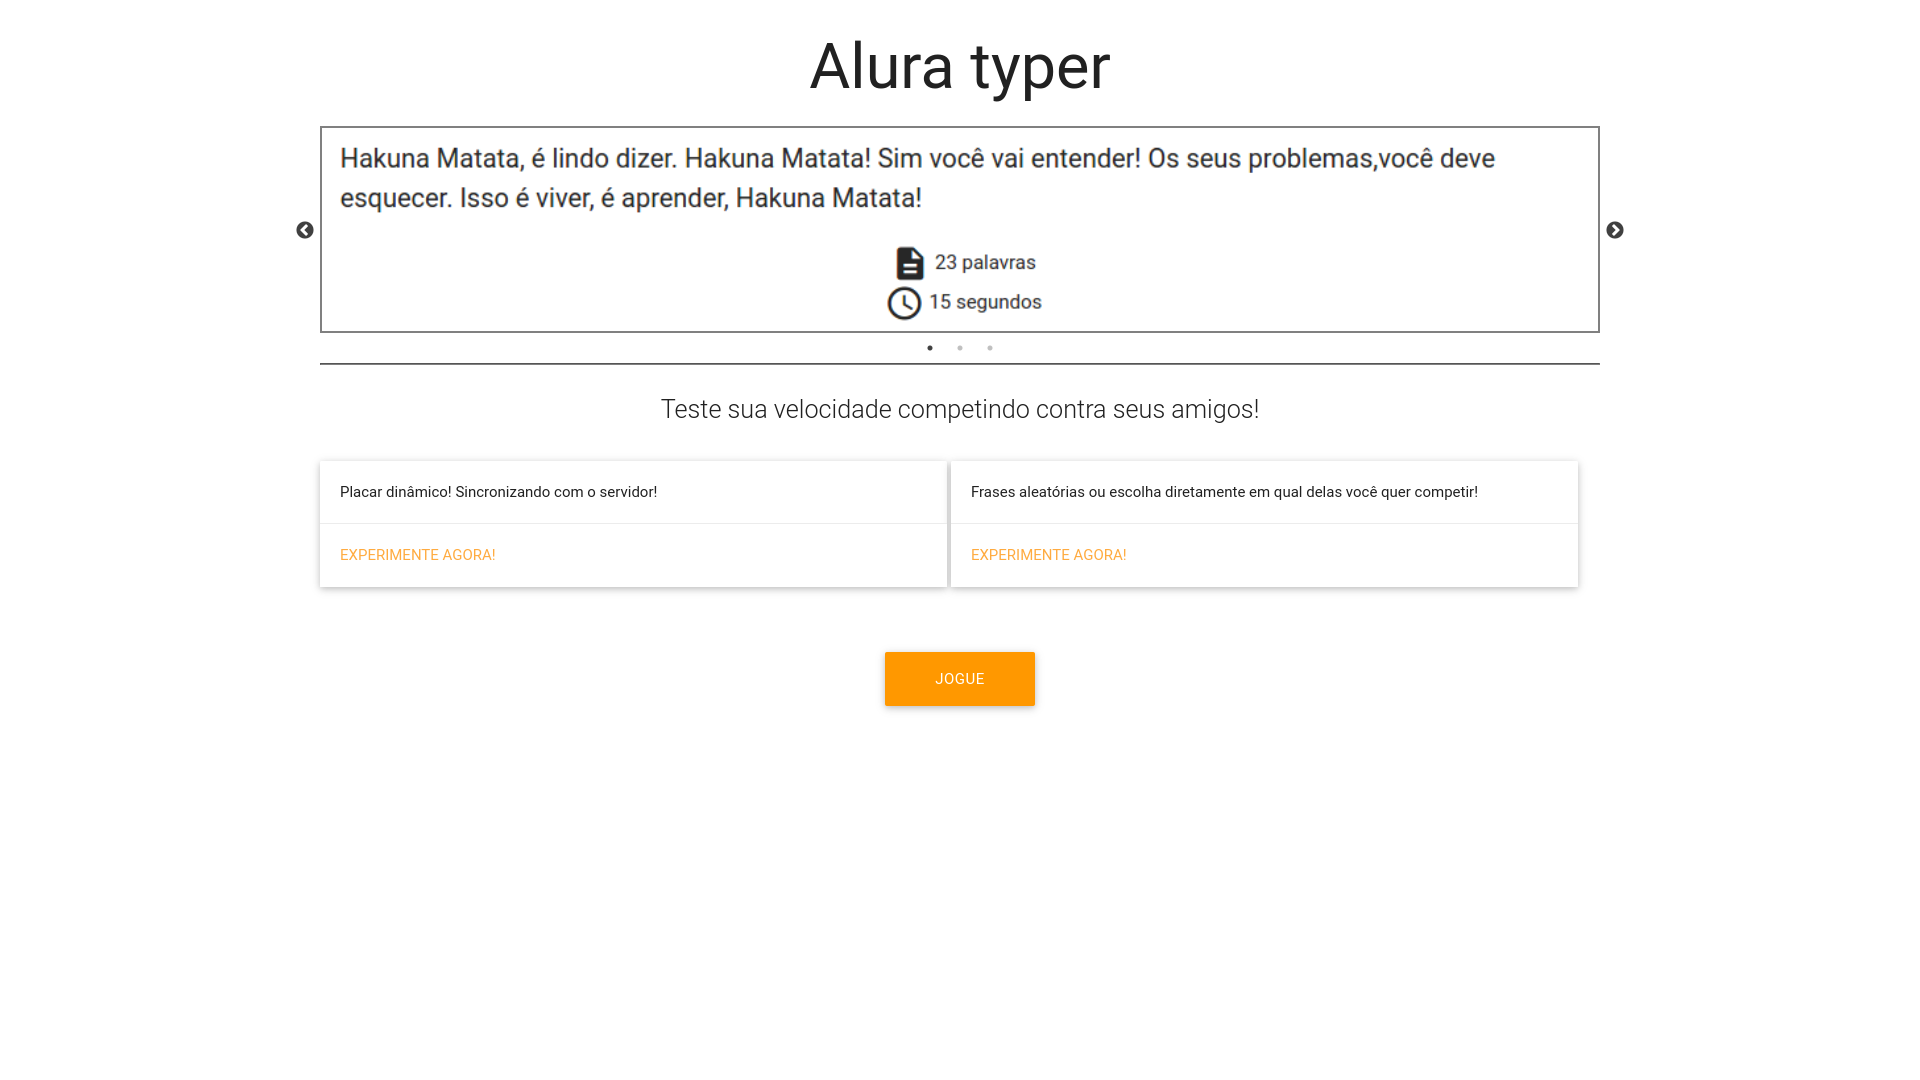 Alura typer
Hakuna Matata, é lindo dizer. Hakuna Matata! Sim você vai entender! Os seus problemas,você deve
esquecer. Isso é viver, é aprender, Hakuna Matata!
23 palavras
15 segundos
Teste sua velocidade competindo contra seus amigos!
Placar dinâmico! Sincronizando com o servidor!
EXPERIMENTE AGORA!
Frases aleatórias ou escolha diretamente em qual delas você quer competir!
EXPERIMENTE AGORA!
JOGUE